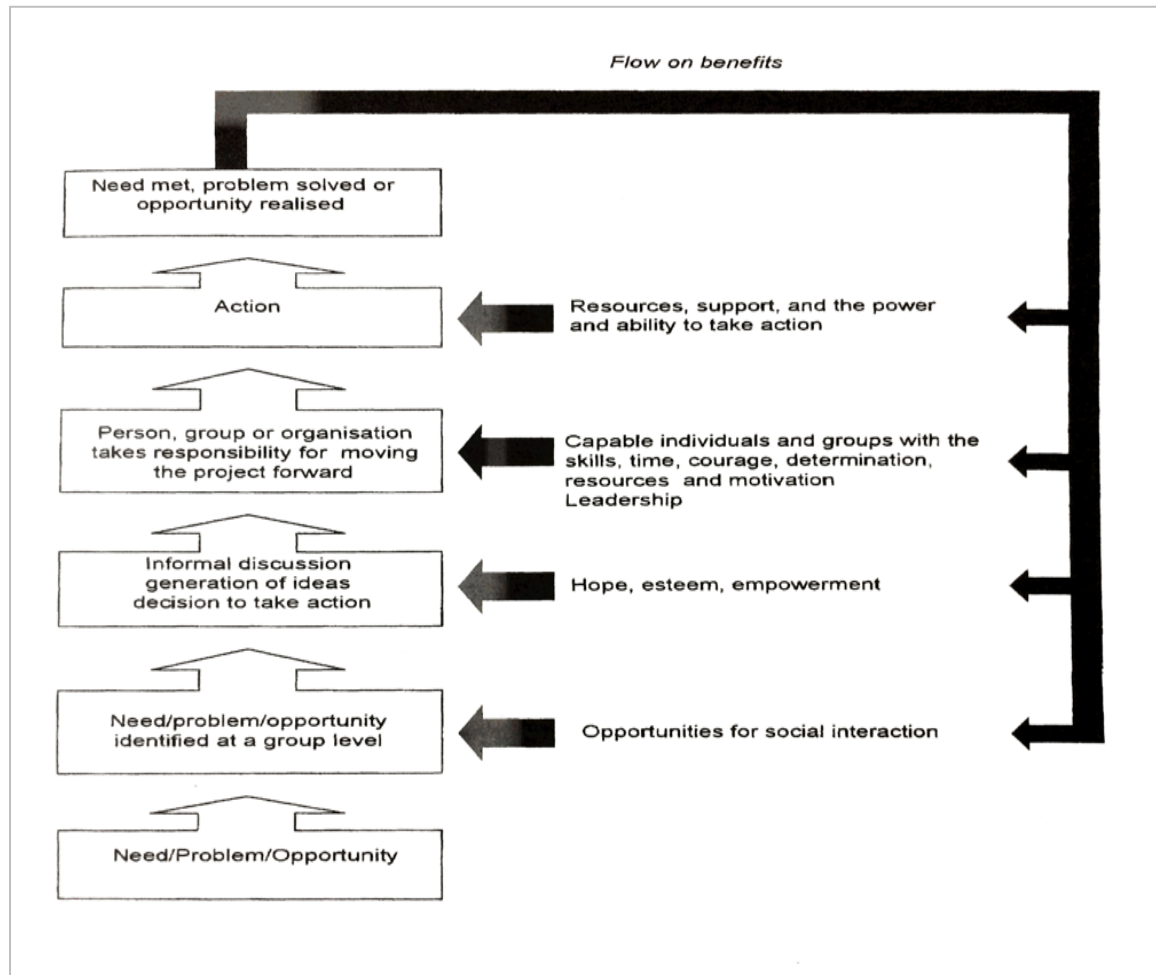 Flow on benefits
Need met, problem solved or
opportunity realised
Action
Resources, support, and the power
and ability to take action
Person, group or organisation
takes responsibility for moving
the project forward
Capable individuals and groups with the
skills, time, courage, determination,
resources and motivation
Leadership
Informal discussion
generation of ideas
decision to take action
Hope, esteem, empowerment
Need/problem/opportunity
identified at a group level
Opportunities for social interaction
Need/Problem/Opportunity